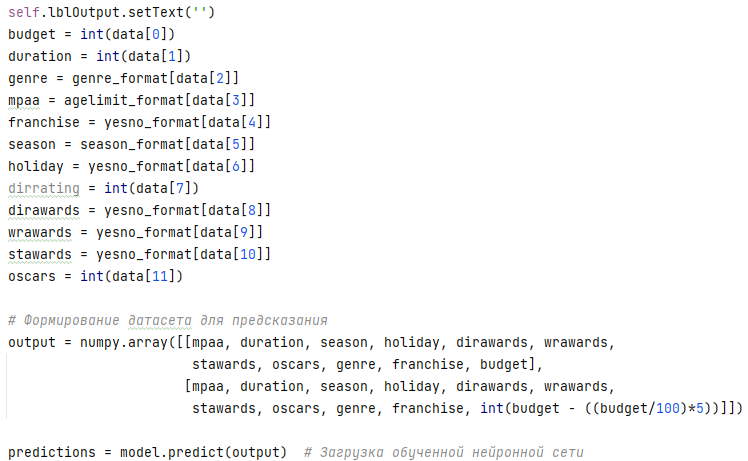 self.lblOutput.setText('')
budget = int(data[0])
duration = int(data[1])
genre = genre_format[data[2]]
mpaa = agelimit_format[data[3]]
franchise = yesno_format[data[4]]
season = season_format[data[5]]
holiday = yesno_format[data[6]]
dirrating = int(data[7])
dirawards = yesno_format[data[8]]
wrawards = yesno_format[data[9]]
stawards = yesno_format[data[10]]
oscars = int(data[11])

# Формирование датасета для предсказания
output = numpy.array([[mpaa, duration, season, holiday, dirawards, wrawards,
                       stawards, oscars, genre, franchise, budget],
                      [mpaa, duration, season, holiday, dirawards, wrawards,
                       stawards, oscars, genre, franchise, int(budget - ((budget/100)*5))]])

predictions = model.predict(output)  # Загрузка обученной нейронной сети